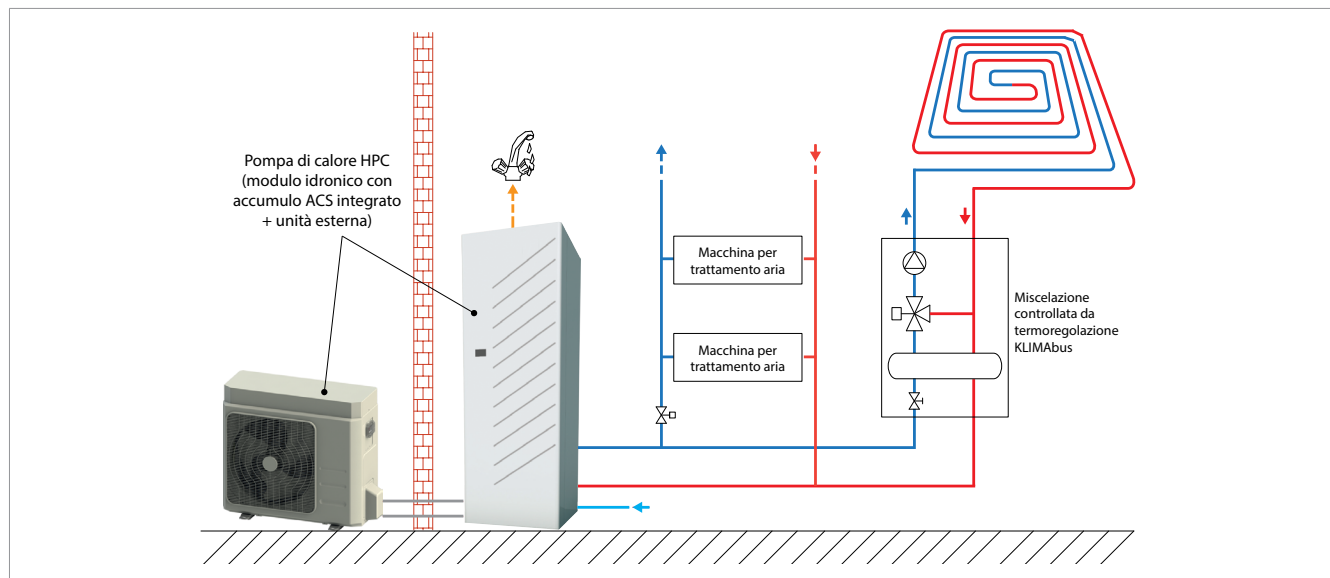 Pompa di calore HPC
(modulo idronico con
accumulo ACS integrato
+ unità esterna)
Macchina per
trattamento aria
Macchina per
trattamento aria
Miscelazione
controllata da
termoregolazione
KLIMAbus